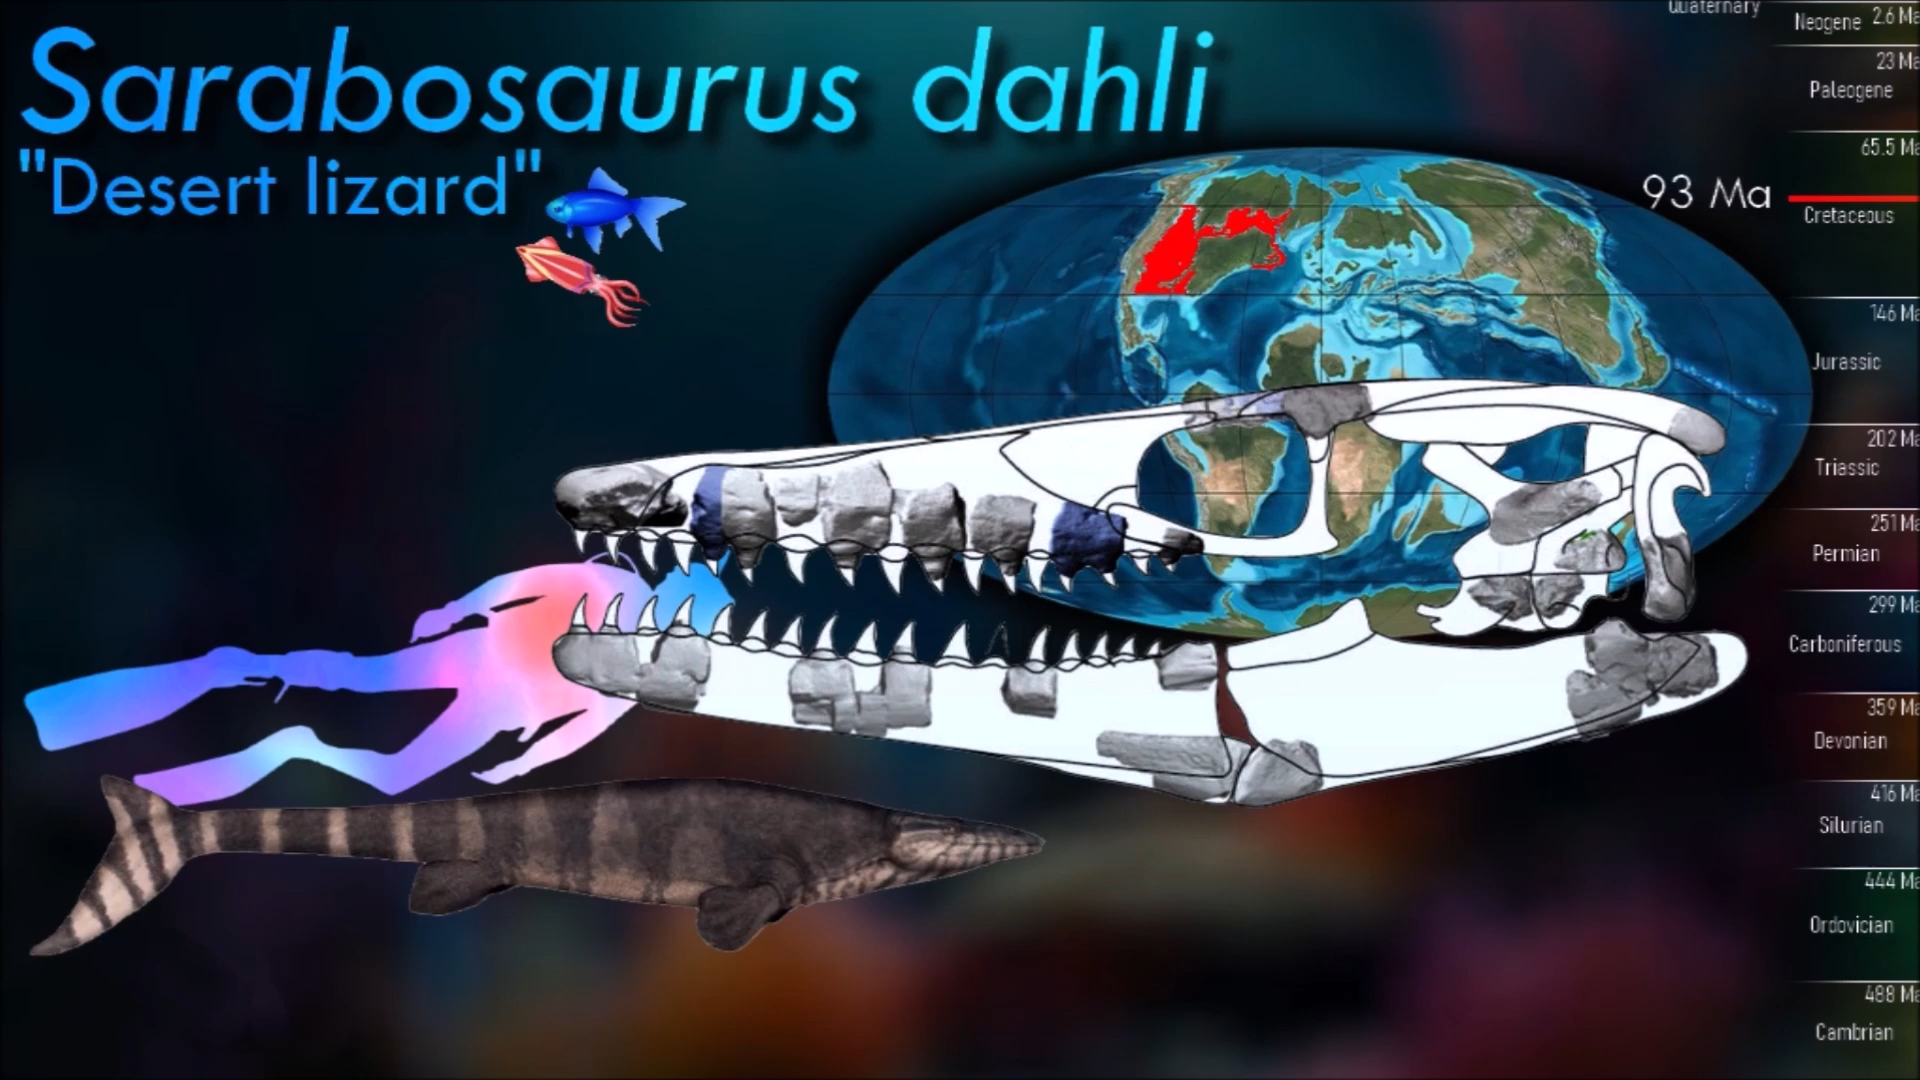 Sarabosaurus dahli
"Desert lizard"
93 Ma
Quaternary
Neogene 2.6 Ma
23 Ma
Paleogene
65.5 Ma
Cretaceous
146 Ma
Jurassic
202 Ma
Triassic
251 Ma
Permian
299 Ma
Carboniferous
359 Ma
Devonian
416 Ma
Silurian
444 Ma
Ordovician
488 Ma
Cambrian